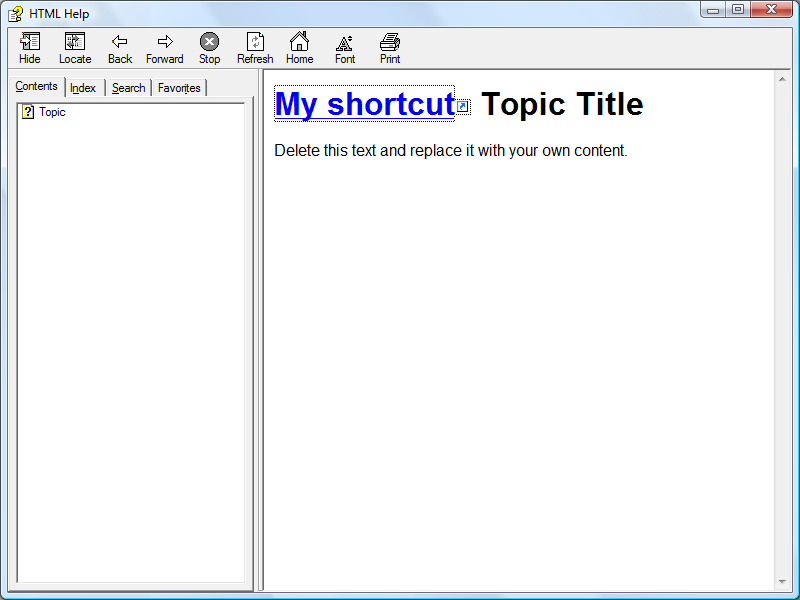 HTML Help
Hide Locate Back Forward Stop Refresh Home Font Print
Contents Index Search Favorites
Topic
My shortcut Topic Title
Delete this text and replace it with your own content.